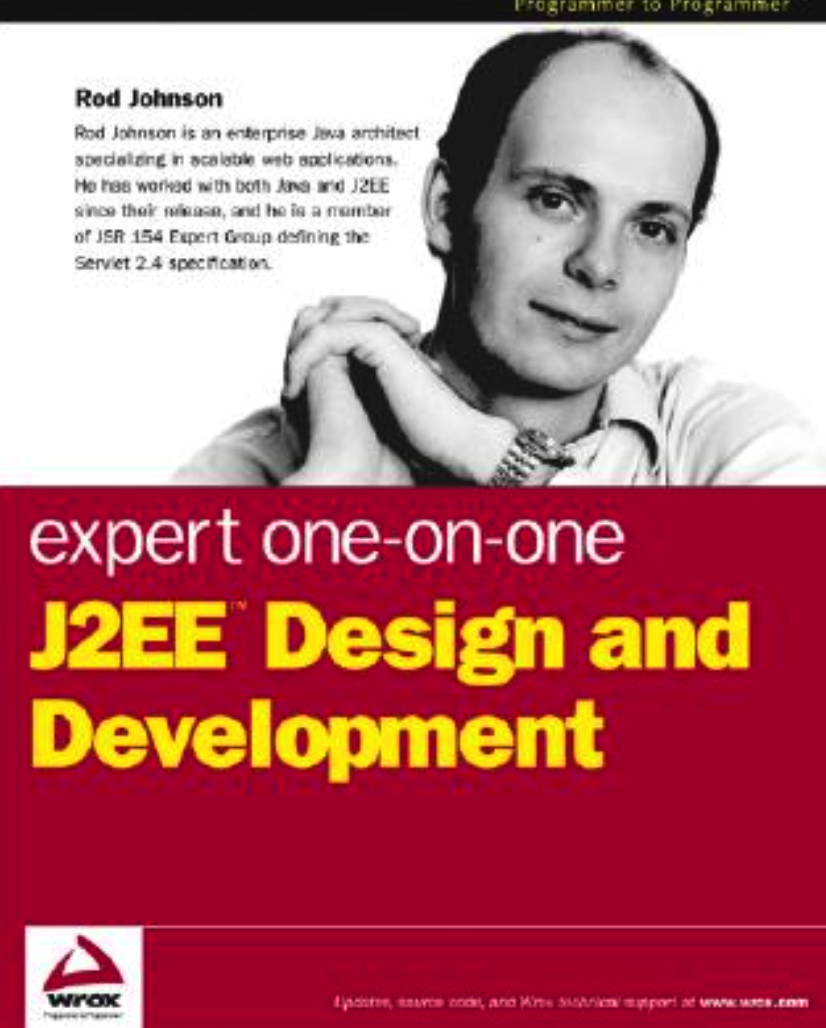 Programmer to Programmer
Rod Johnson
Rod Johnson is an enterprise Java architect
specializing in scalable web applications.
He has worked with both Java and J2EE
since their release, and he is a member
of JSR 154 Expert Group defining the
Servlet 2.4 specification.
expert one-on-one
J2EE™ Design and
Development
wrox
Programmer to Programmer
Updates, source code, and Wrox technical support at www.wrox.com